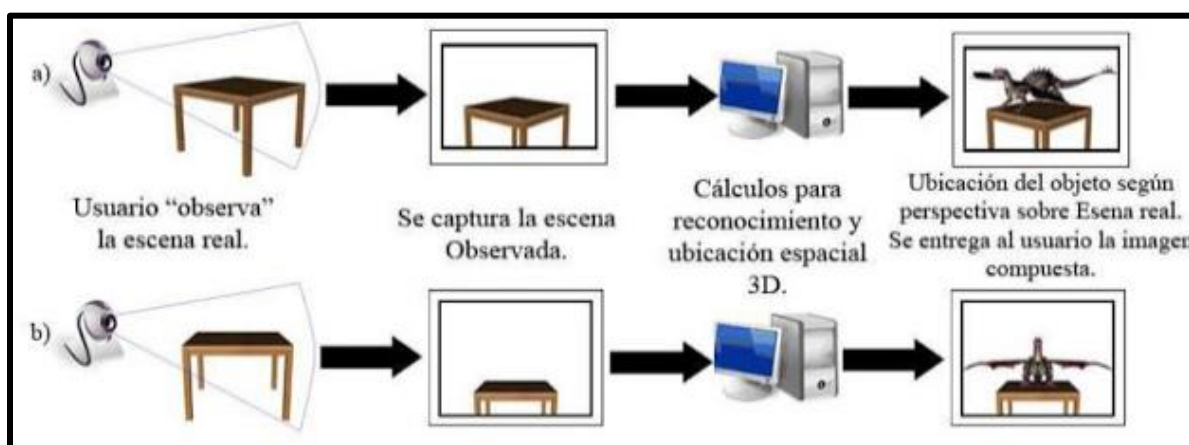 a)
Usuario “observa”
la escena real.
Se captura la escena
Observada.
Cálculos para
reconocimiento y
ubicación espacial
3D.
Ubicación del objeto según
perspectiva sobre Esena real.
Se entrega al usuario la imagen
compuesta.
b)